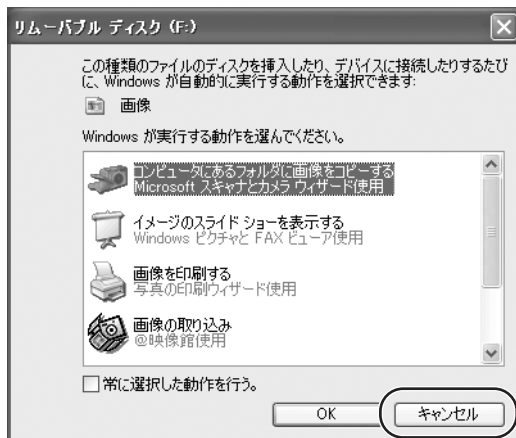 リムーバブル ディスク (F:)
この種類のファイルのディスクを挿入したり、デバイスに接続したりするたび
に、Windows が自動的に実行する動作を選択できます:
画像
Windows が実行する動作を選んでください。
コンピュータにあるフォルダに画像をコピーする
Microsoft スキャナとカメラ ウィザード使用
イメージのスライド ショーを表示する
Windows ピクチャと FAX ビューア使用
画像を印刷する
写真の印刷ウィザード使用
画像の取り込み
@映像館使用
常に選択した動作を行う。
OK
キャンセル